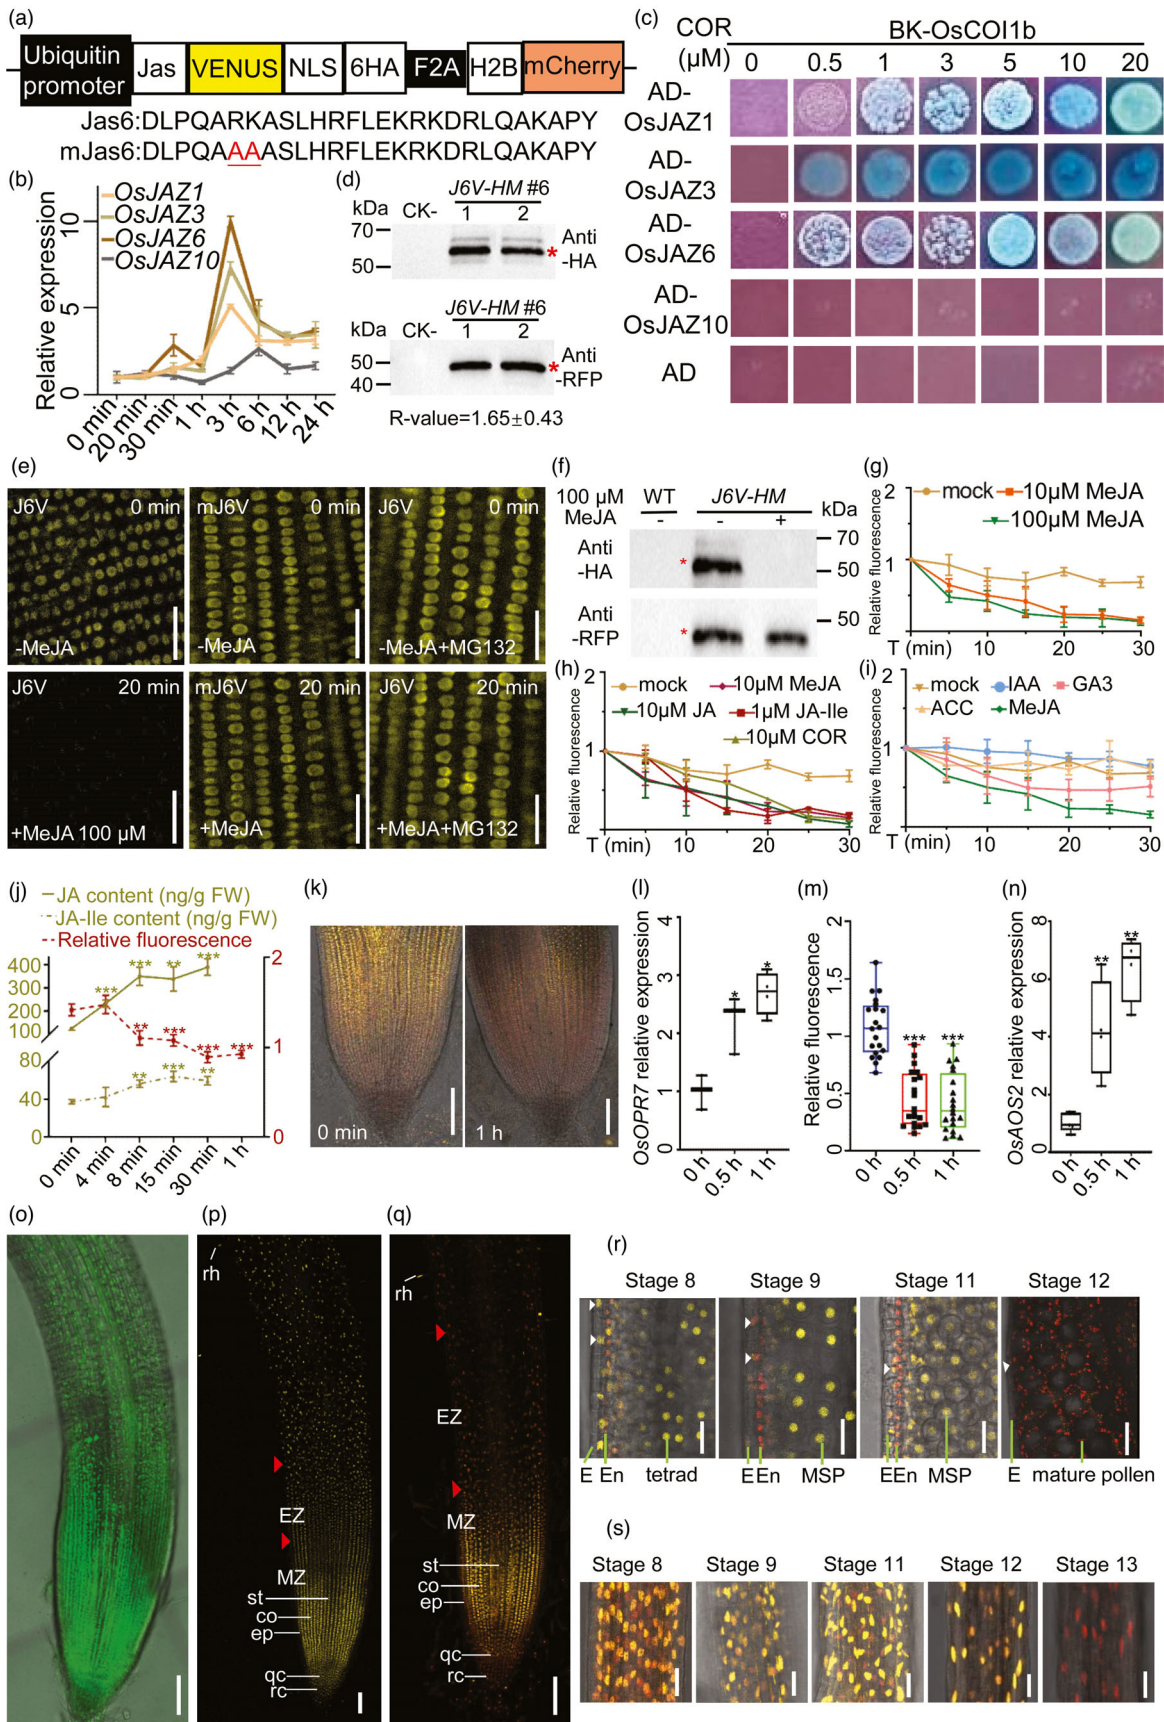 (a)
Ubiquitin promoter Jas VENUS NLS 6HA F2A H2B mCherry
Jas6:DLPQARKASLHRFLEKRKDRLQAKAPY
mJas6:DLPQAAAASLHRFLEKRKDRLQAKAPY
(b)
OsJAZ1
OsJAZ3
OsJAZ6
OsJAZ10
Relative expression
10
5
0
0 min 20 min 30 min 1 h 3 h 6 h 12 h 24 h
(c)
COR (μM)
BK-OsCOI1b
0 0.5 1 3 5 10 20
AD-OsJAZ1
AD-OsJAZ3
AD-OsJAZ6
AD-OsJAZ10
AD
(d)
J6V-HM #6
kDa CK- 1 2
70
50
Anti-HA
*
J6V-HM #6
kDa CK- 1 2
50
40
Anti-RFP
*
R-value=1.65±0.43
(e)
J6V 0 min
-MeJA
mJ6V 0 min
-MeJA
J6V 0 min
-MeJA+MG132
J6V 20 min
+MeJA 100 μM
mJ6V 20 min
+MeJA
J6V 20 min
+MeJA+MG132
(f)
100 μM MeJA
WT J6V-HM
- - +
kDa
70
50
Anti-HA
*
50
Anti-RFP
*
(g)
mock 10μM MeJA
100μM MeJA
Relative fluorescence
2
1
0
T (min) 10 20 30
(h)
mock 10μM MeJA
10μM JA 1μM JA-Ile
10μM COR
Relative fluorescence
2
1
0
T (min) 10 20 30
(i)
mock IAA GA3
ACC MeJA
Relative fluorescence
2
1
0
T (min) 10 20 30
(j)
JA content (ng/g FW)
JA-Ile content (ng/g FW)
Relative fluorescence
400
300
200
100
80
40
0
2
1
0
*** *** ** ***
** *** *** ***
** *** **
0 min 4 min 8 min 15 min 30 min 1 h
(k)
0 min
1 h
(l)
OsOPR7 relative expression
4
3
2
1
0
* *
0 h 0.5 h 1 h
(m)
Relative fluorescence
2
1.5
1
0.5
0
*** ***
0 h 0.5 h 1 h
(n)
OsAOS2 relative expression
8
6
4
2
0
** **
0 h 0.5 h 1 h
(o)
(p)
rh
EZ
MZ
st
co
ep
qc
rc
(q)
rh
EZ
MZ
st
co
ep
qc
rc
(r)
Stage 8 Stage 9 Stage 11 Stage 12
E En tetrad E En MSP E En MSP E mature pollen
(s)
Stage 8 Stage 9 Stage 11 Stage 12 Stage 13